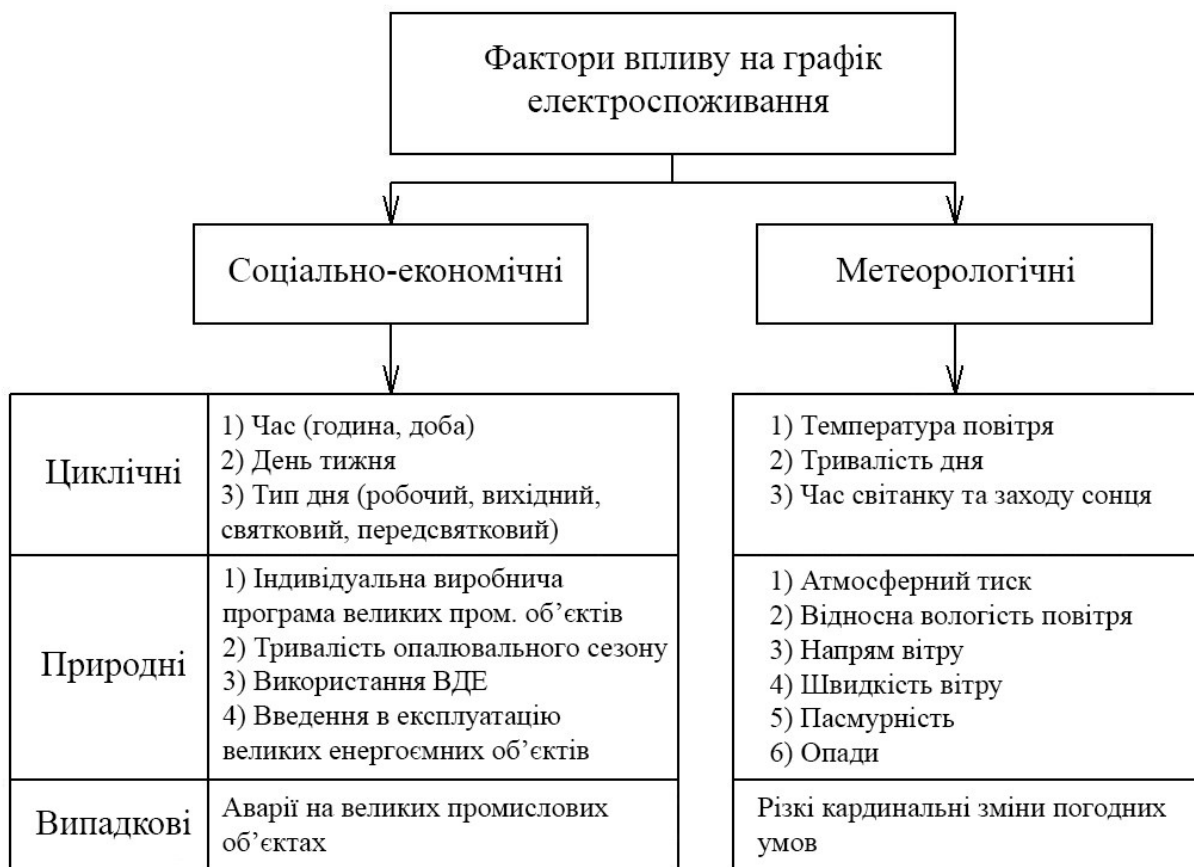 Фактори впливу на графік
електроспоживання
Соціально-економічні
Метеорологічні
Циклічні
1) Час (година, доба)
2) День тижня
3) Тип дня (робочий, вихідний,
святковий, передсвятковий)
1) Температура повітря
2) Тривалість дня
3) Час світанку та заходу сонця
Природні
1) Індивідуальна виробнича
програма великих пром. об’єктів
2) Тривалість опалювального сезону
3) Використання ВДЕ
4) Введення в експлуатацію
великих енергоємних об’єктів
1) Атмосферний тиск
2) Відносна вологість повітря
3) Напрям вітру
4) Швидкість вітру
5) Пасмурність
6) Опади
Випадкові
Аварії на великих промислових
об’єктах
Різкі кардинальні зміни погодних
умов